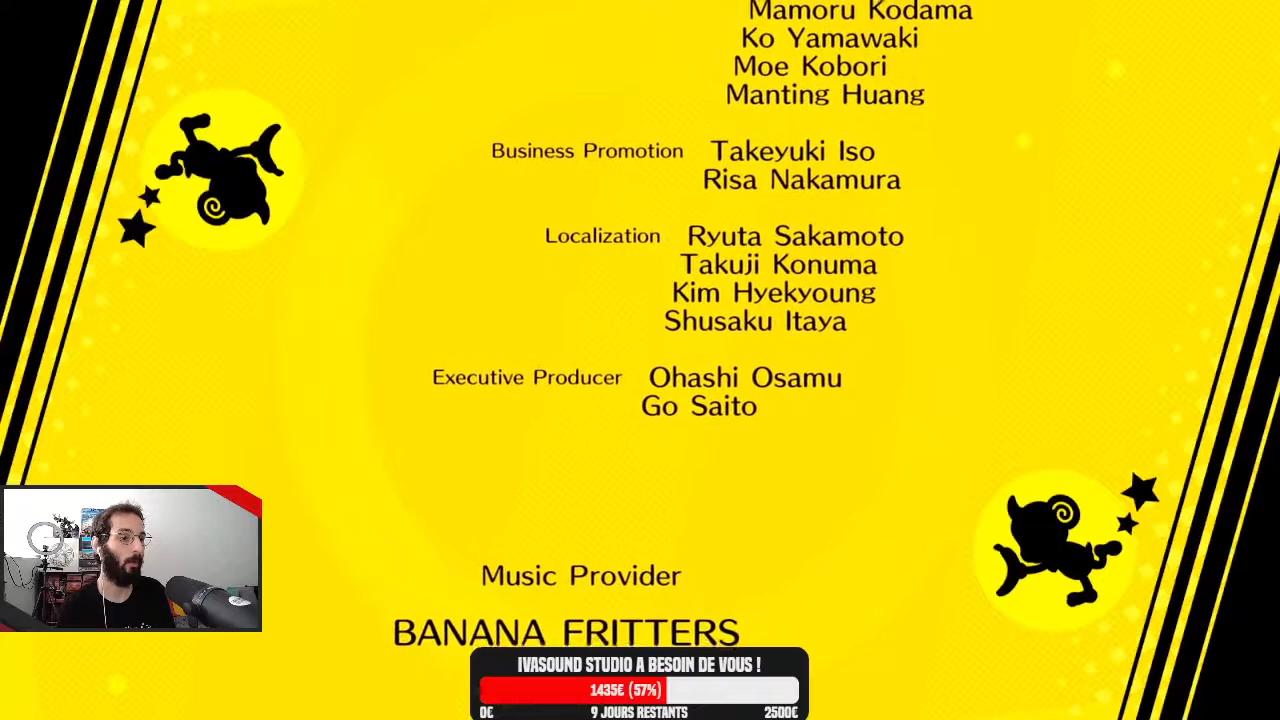 Mamoru Kodama
Ko Yamawaki
Moe Kobori
Manting Huang
Business Promotion Takeyuki Iso
Risa Nakamura
Localization Ryuta Sakamoto
Takuji Konuma
Kim Hyekyoung
Shusaku Itaya
Executive Producer Ohashi Osamu
Go Saito
Music Provider
BANANA FRITTERS
IVASOUND STUDIO A BESOIN DE VOUS !
1435€ (57%)
0€ 9 JOURS RESTANTS 2500€